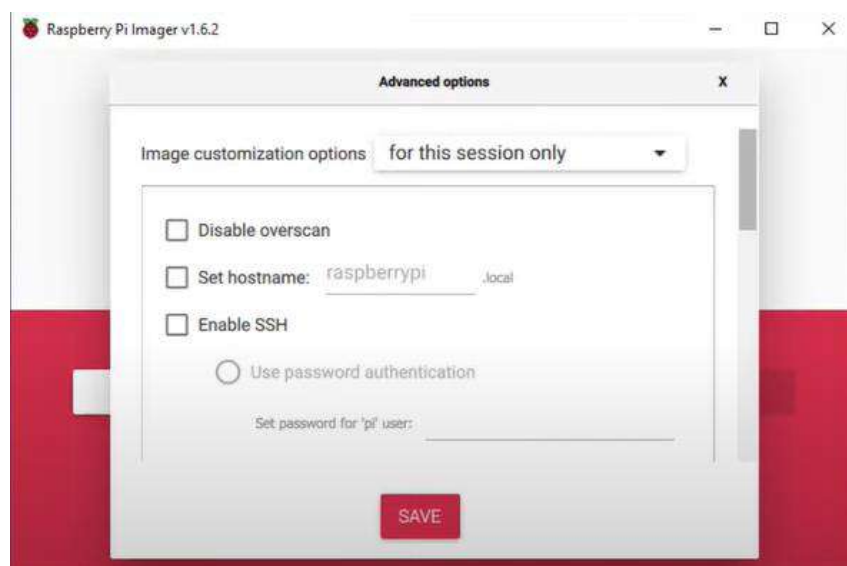 Raspberry Pi Imager v1.6.2
Advanced options
X
Image customization options for this session only
Disable overscan
Set hostname: raspberrypi .local
Enable SSH
Use password authentication
Set password for 'pi' user:
SAVE